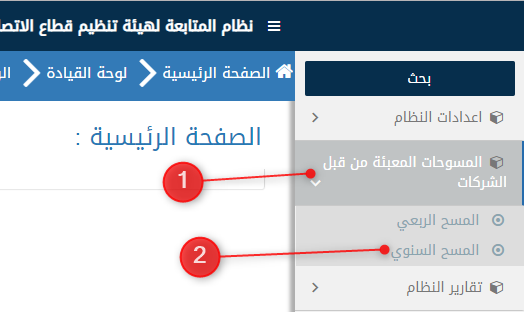 نظام المتابعة لهيئة تنظيم قطاع
الصفحة الرئيسية
لوحة القيادة
بحث
اعدادات النظام
الصفحة الرئيسية :
المسوحات المعبئة من قبل
الشركات
1
المسح الربعي
المسح السنوي
2
تقارير النظام